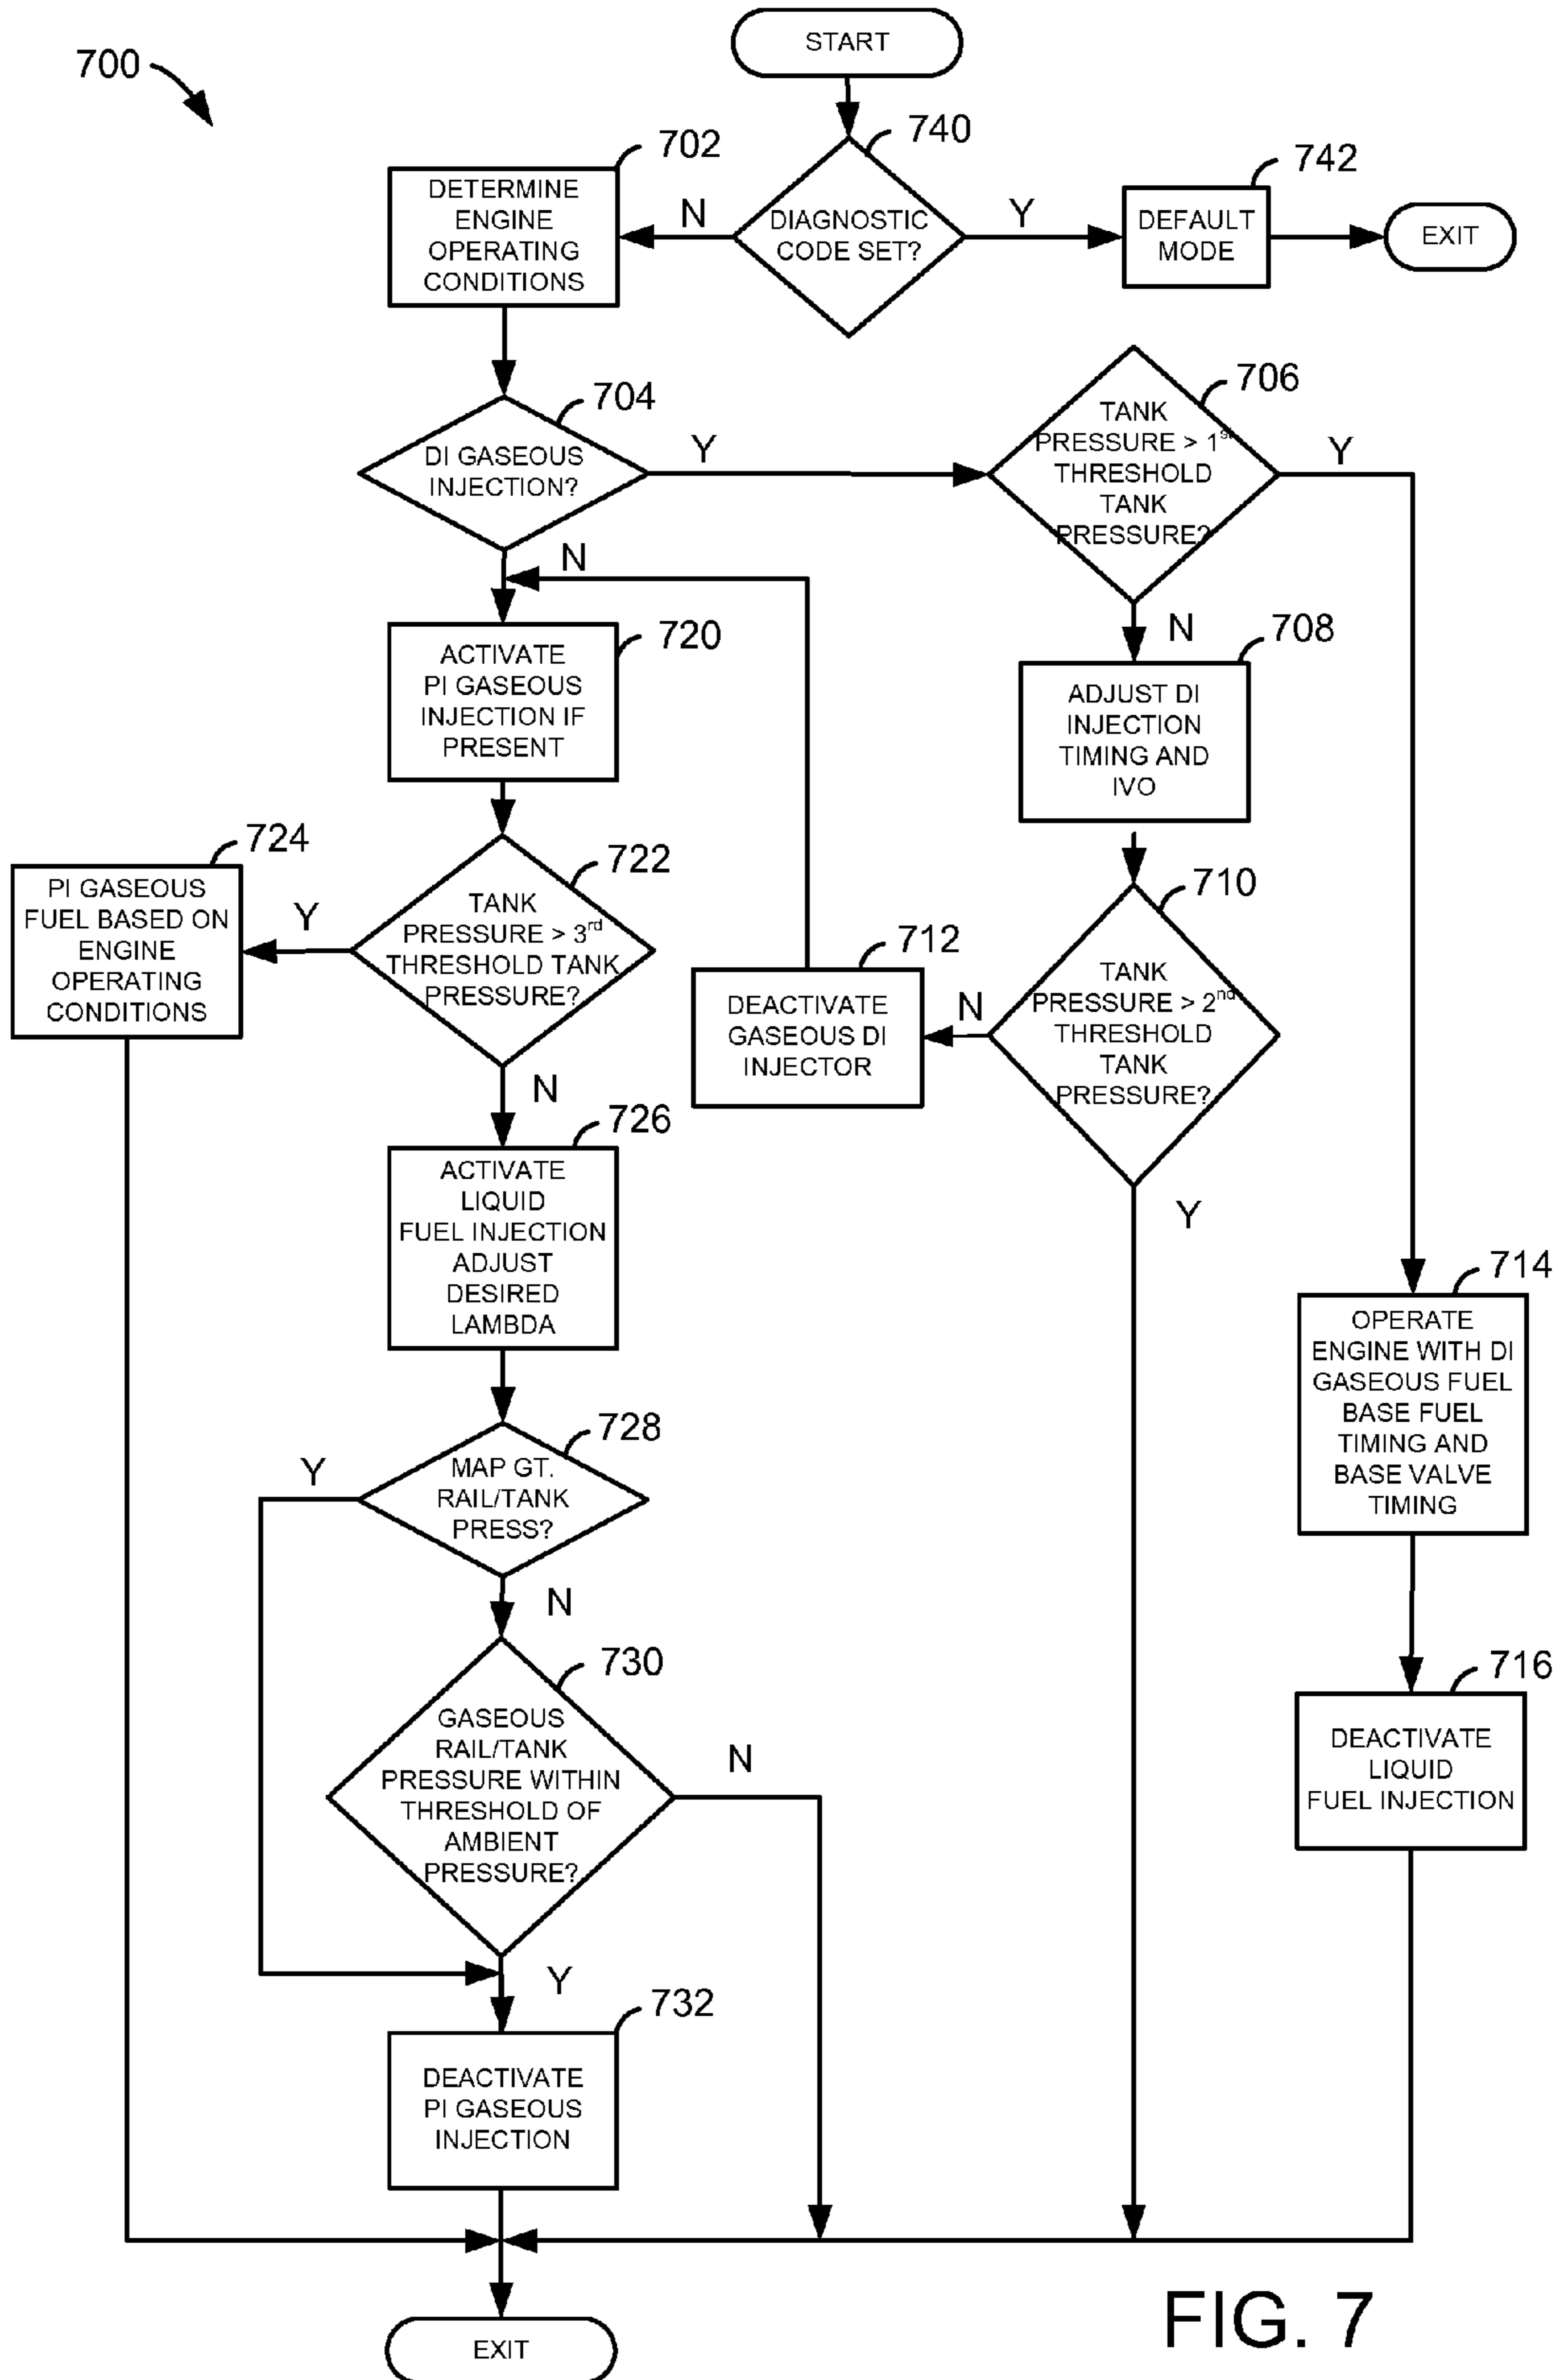 START
700
740
702
742
DETERMINE
ENGINE
OPERATING
CONDITIONS
N
DIAGNOSTIC
CODE SET?
Y
DEFAULT
MODE
EXIT
704
DI GASEOUS
INJECTION?
Y
706
TANK
PRESSURE > 1st
THRESHOLD
TANK
PRESSURE?
Y
N
N
720
ACTIVATE
PI GASEOUS
INJECTION IF
PRESENT
708
ADJUST DI
INJECTION
TIMING AND
IVO
724
PI GASEOUS
FUEL BASED ON
ENGINE
OPERATING
CONDITIONS
Y
722
TANK
PRESSURE > 3rd
THRESHOLD TANK
PRESSURE?
N
712
DEACTIVATE
GASEOUS DI
INJECTOR
N
710
TANK
PRESSURE > 2nd
THRESHOLD
TANK
PRESSURE?
Y
726
ACTIVATE
LIQUID
FUEL INJECTION
ADJUST
DESIRED
LAMBDA
714
OPERATE
ENGINE WITH DI
GASEOUS FUEL
BASE FUEL
TIMING AND
BASE VALVE
TIMING
728
Y
MAP GT.
RAIL/TANK
PRESS?
N
730
GASEOUS
RAIL/TANK
PRESSURE WITHIN
THRESHOLD OF
AMBIENT
PRESSURE?
N
716
DEACTIVATE
LIQUID
FUEL INJECTION
Y
732
DEACTIVATE
PI GASEOUS
INJECTION
EXIT
FIG. 7